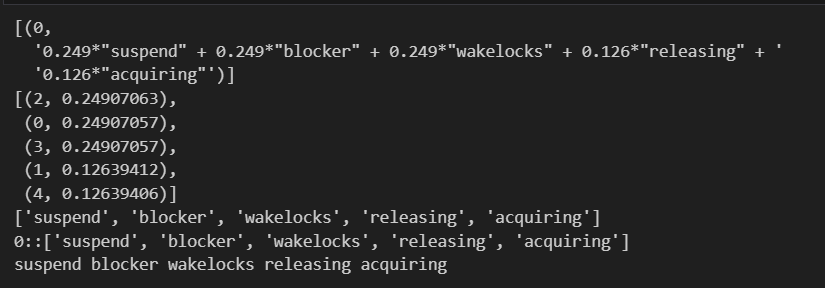 [(0,
'0.249*"suspend" + 0.249*"blocker" + 0.249*"wakelocks" + 0.126*"releasing" + '
'0.126*"acquiring"')]
[(2, 0.24907063),
(0, 0.24907057),
(3, 0.24907057),
(1, 0.12639412),
(4, 0.12639406)]
['suspend', 'blocker', 'wakelocks', 'releasing', 'acquiring']
0::['suspend', 'blocker', 'wakelocks', 'releasing', 'acquiring']
suspend blocker wakelocks releasing acquiring